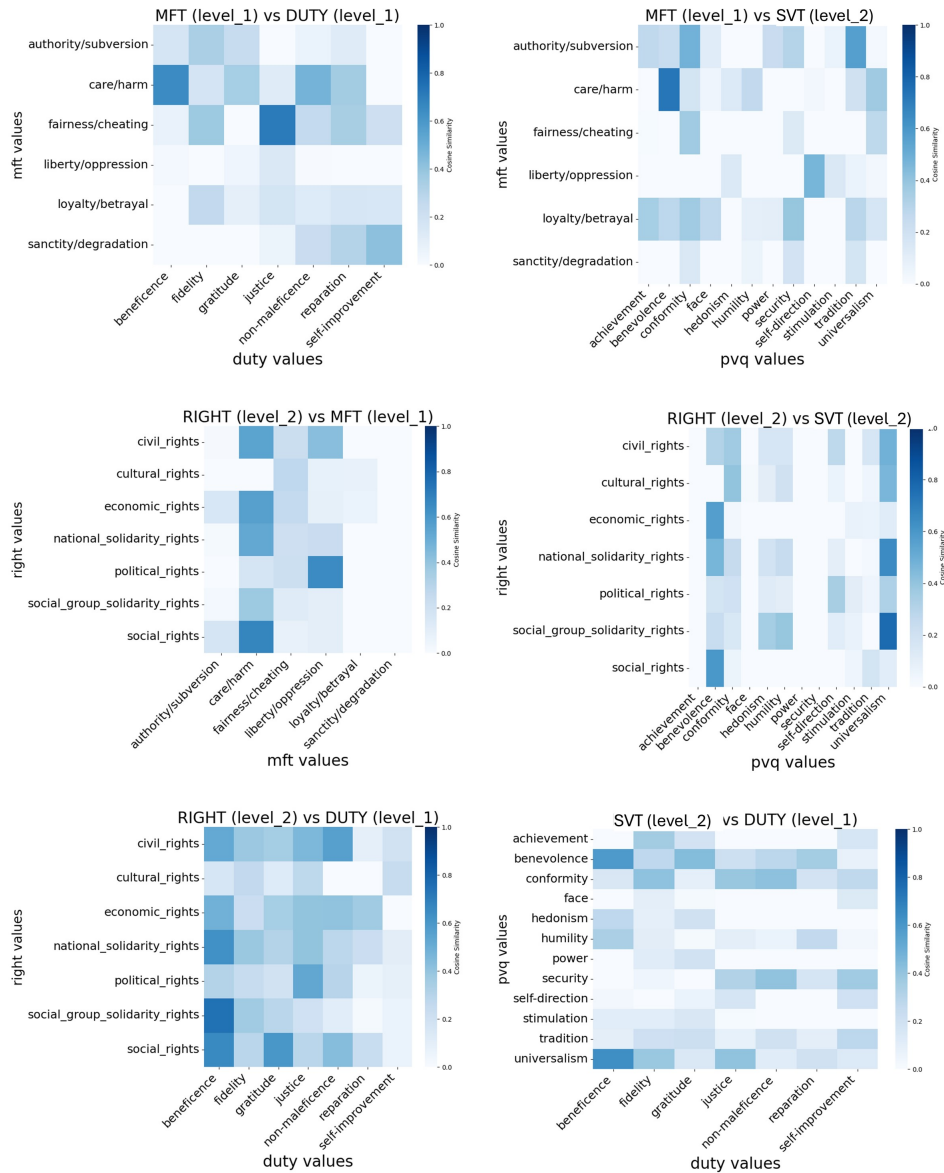 MFT (level_1) vs DUTY (level_1)
mft values
authority/subversion
care/harm
fairness/cheating
liberty/oppression
loyalty/betrayal
sanctity/degradation
beneficence
fidelity
gratitude
justice
non-maleficence
reparation
self-improvement
duty values
1.0
0.8
0.6
0.4
0.2
0.0
Cosine Similarity
MFT (level_1) vs SVT (level_2)
mft values
authority/subversion
care/harm
fairness/cheating
liberty/oppression
loyalty/betrayal
sanctity/degradation
achievement
benevolence
conformity
face
hedonism
humility
power
security
self-direction
stimulation
tradition
universalism
pvq values
1.0
0.8
0.6
0.4
0.2
0.0
Cosine Similarity
RIGHT (level_2) vs MFT (level_1)
right values
civil_rights
cultural_rights
economic_rights
national_solidarity_rights
political_rights
social_group_solidarity_rights
social_rights
authority/subversion
care/harm
fairness/cheating
liberty/oppression
loyalty/betrayal
sanctity/degradation
mft values
1.0
0.8
0.6
0.4
0.2
0.0
Cosine Similarity
RIGHT (level_2) vs SVT (level_2)
right values
civil_rights
cultural_rights
economic_rights
national_solidarity_rights
political_rights
social_group_solidarity_rights
social_rights
achievement
benevolence
conformity
face
hedonism
humility
power
security
self-direction
stimulation
tradition
universalism
pvq values
1.0
0.8
0.6
0.4
0.2
0.0
Cosine Similarity
RIGHT (level_2) vs DUTY (level_1)
right values
civil_rights
cultural_rights
economic_rights
national_solidarity_rights
political_rights
social_group_solidarity_rights
social_rights
beneficence
fidelity
gratitude
justice
non-maleficence
reparation
self-improvement
duty values
1.0
0.8
0.6
0.4
0.2
0.0
Cosine Similarity
SVT (level_2) vs DUTY (level_1)
pvq values
achievement
benevolence
conformity
face
hedonism
humility
power
security
self-direction
stimulation
tradition
universalism
beneficence
fidelity
gratitude
justice
non-maleficence
reparation
self-improvement
duty values
1.0
0.8
0.6
0.4
0.2
0.0
Cosine Similarity